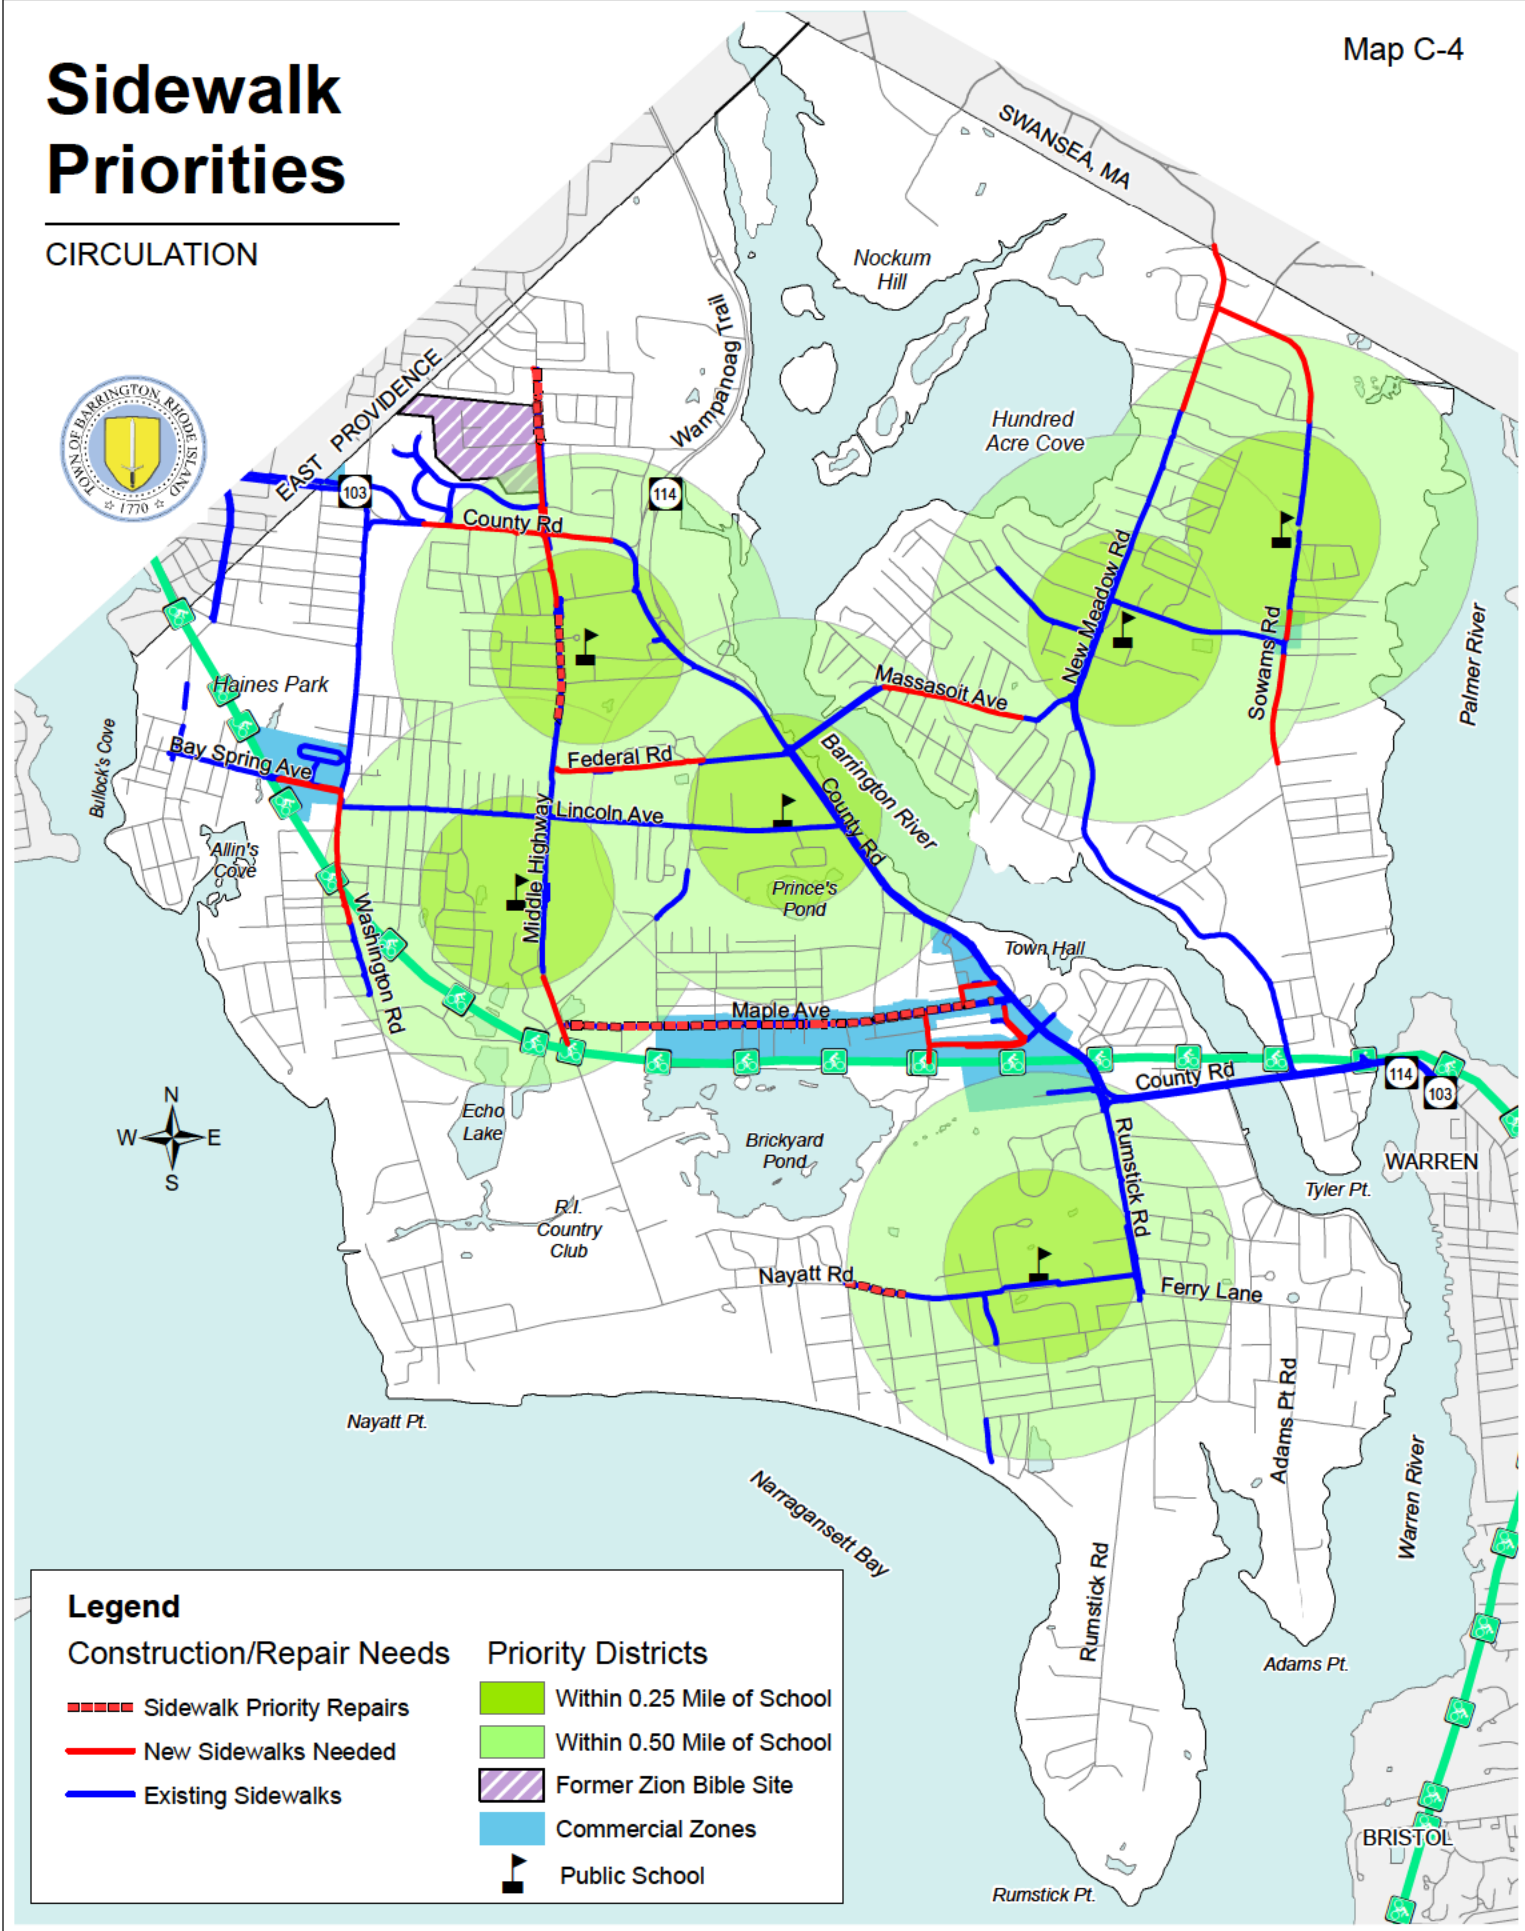 Sidewalk
Priorities
CIRCULATION
Map C-4
SWANSEA, MA
Nockum
Hill
Wampanoag Trail
EAST PROVIDENCE
TOWN OF BARRINGTON, RHODE ISLAND
☆ 1770 ☆
Hundred
Acre Cove
103
114
County Rd
New Meadow Rd
Sowams Rd
Palmer River
Massasoit Ave
Haines Park
Bullock's Cove
Bay Spring Ave
Federal Rd
Barrington River
Lincoln Ave
County Rd
Middle Highway
Allin's
Cove
Prince's
Pond
Washington Rd
Town Hall
Maple Ave
County Rd
114
103
N
W E
S
Echo
Lake
Brickyard
Pond
Rumstick Rd
WARREN
Tyler Pt.
R.I.
Country
Club
Nayatt Rd
Ferry Lane
Adams Pt Rd
Nayatt Pt.
Narragansett Bay
Warren River
Rumstick Rd
Adams Pt.
BRISTOL
Rumstick Pt.
Legend
Construction/Repair Needs
Sidewalk Priority Repairs
New Sidewalks Needed
Existing Sidewalks
Priority Districts
Within 0.25 Mile of School
Within 0.50 Mile of School
Former Zion Bible Site
Commercial Zones
Public School